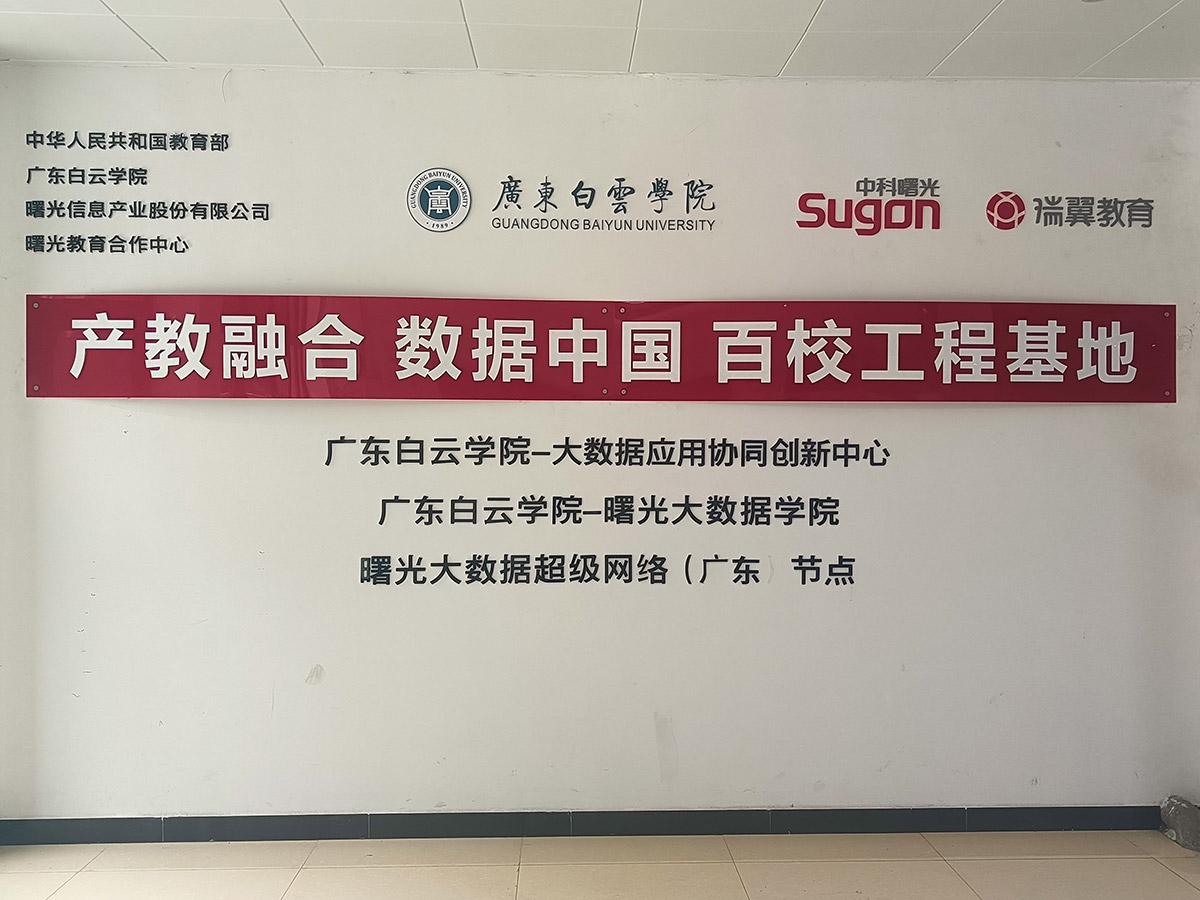 中华人民共和国教育部
广东白云学院
曙光信息产业股份有限公司
曙光教育合作中心
GUANGDONG BAIYUN UNIVERSITY
·1989·
廣東白雲學院
GUANGDONG BAIYUN UNIVERSITY
中科曙光
Sugon
瑞翼教育
产教融合 数据中国 百校工程基地
广东白云学院–大数据应用协同创新中心
广东白云学院–曙光大数据学院
曙光大数据超级网络（广东） 节点